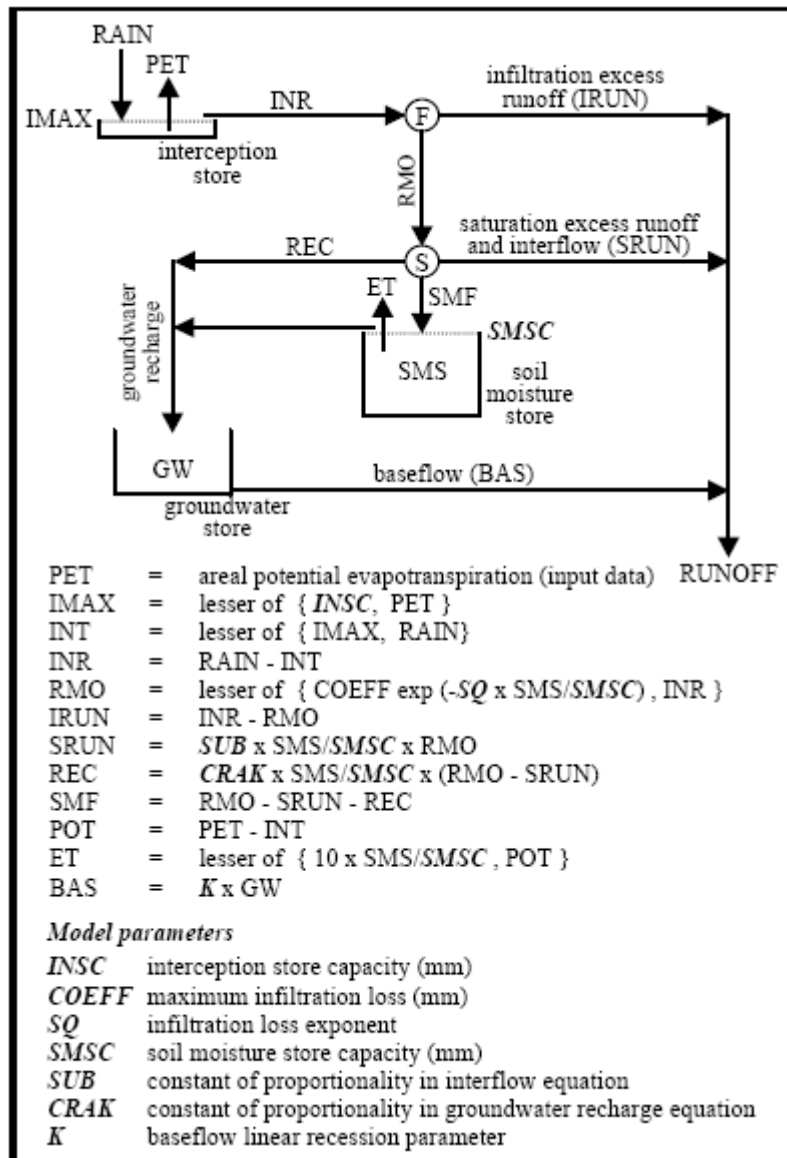 RAIN
PET
IMAX
INR
F
infiltration excess
runoff (IRUN)
interception
store
RMO
saturation excess runoff
and interflow (SRUN)
REC
S
ET
SMF
SMSC
groundwater
recharge
SMS
soil
moisture
store
GW
baseflow (BAS)
groundwater
store
RUNOFF
PET = areal potential evapotranspiration (input data)
IMAX = lesser of { INSC, PET }
INT = lesser of { IMAX, RAIN}
INR = RAIN - INT
RMO = lesser of { COEFF exp (-SQ x SMS/SMSC) , INR }
IRUN = INR - RMO
SRUN = SUB x SMS/SMSC x RMO
REC = CRAK x SMS/SMSC x (RMO - SRUN)
SMF = RMO - SRUN - REC
POT = PET - INT
ET = lesser of { 10 x SMS/SMSC , POT }
BAS = K x GW
Model parameters
INSC interception store capacity (mm)
COEFF maximum infiltration loss (mm)
SQ infiltration loss exponent
SMSC soil moisture store capacity (mm)
SUB constant of proportionality in interflow equation
CRAK constant of proportionality in groundwater recharge equation
K baseflow linear recession parameter